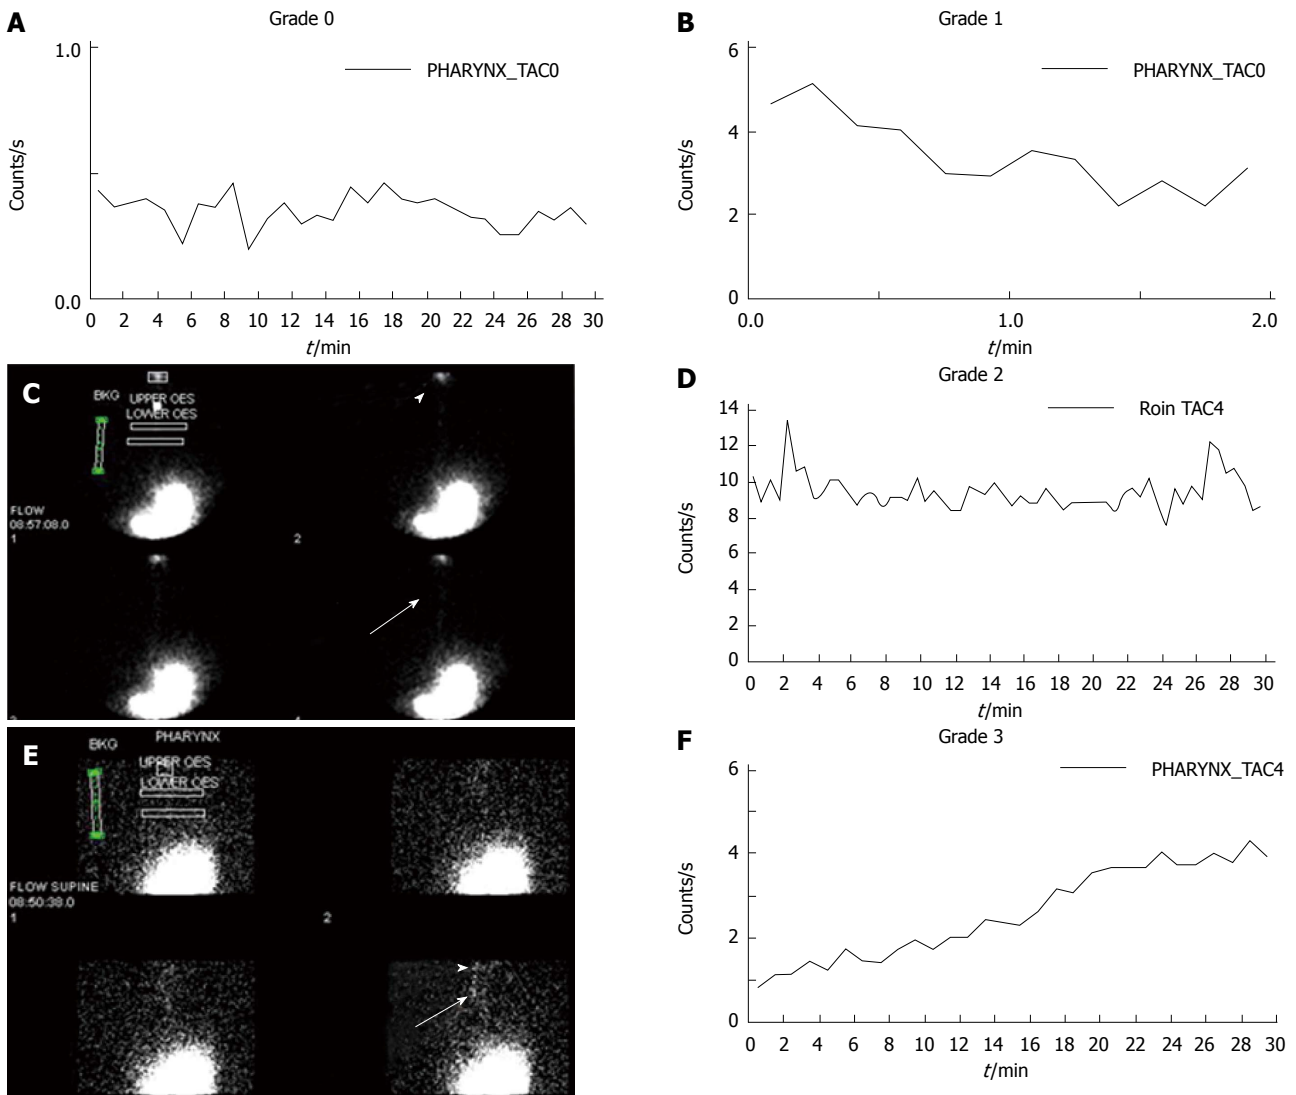 A
Grade 0
1.0
PHARYNX_TAC0
Counts/s
0.0
0 2 4 6 8 10 12 14 16 18 20 22 24 26 28 30
t/min
B
Grade 1
6
PHARYNX_TAC0
4
Counts/s
2
0
0.0 1.0 2.0
t/min
C
BKG
UPPER OES
LOWER OES
FLOW
08:57:08.0
1
2
D
Grade 2
14
Roin TAC4
12
10
8
Counts/s
6
4
2
0
0 2 4 6 8 10 12 14 16 18 20 22 24 26 28 30
t/min
E
PHARYNX
BKG
UPPER OES
LOWER OES
FLOW SUPINE
08:50:38.0
1
2
F
Grade 3
6
PHARYNX_TAC4
4
Counts/s
2
0
0 2 4 6 8 10 12 14 16 18 20 22 24 26 28 30
t/min